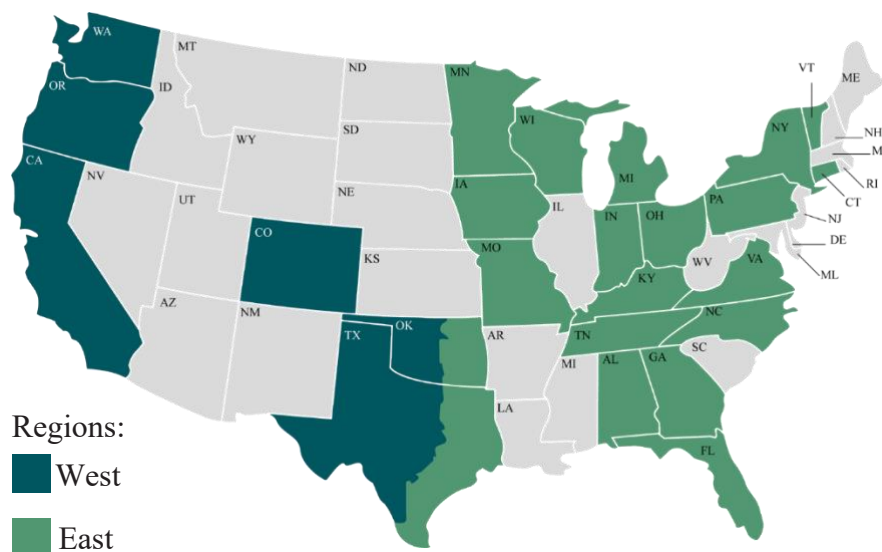 WA
MT
ND
MN
VT
ME
OR
ID
SD
WI
NY
NH
M
WY
MI
RI
CA
NV
UT
NE
IA
IL
IN
OH
PA
CT
NJ
CO
KS
MO
WV
VA
DE
ML
KY
AZ
NM
TX
OK
AR
TN
NC
SC
MI
AL
GA
LA
FL
Regions:
West
East